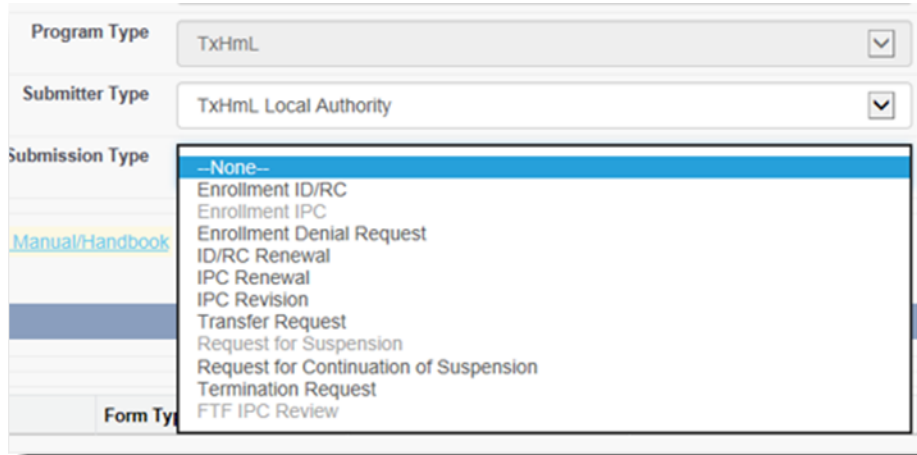 Program Type
TxHmL
Submitter Type
TxHmL Local Authority
Submission Type
--None--
Enrollment ID/RC
Enrollment IPC
Enrollment Denial Request
ID/RC Renewal
IPC Renewal
IPC Revision
Transfer Request
Request for Suspension
Request for Continuation of Suspension
Termination Request
FTF IPC Review
Manual/Handbook
Form